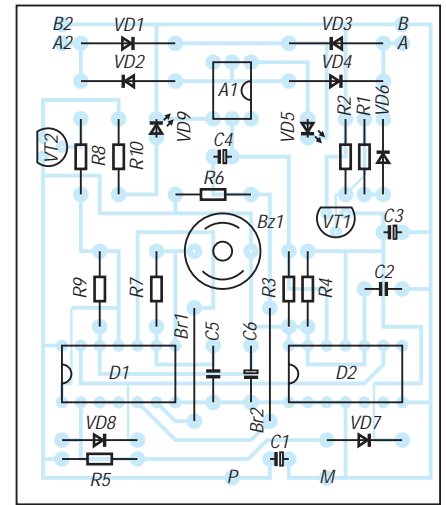 B2 VD1 VD3 B
A2 A
VD2 VD4
A1
VD9 VD5 R2 R1 VD6
VT2 R8 R10 C4
R6
Bz1 VT1 C3
C2
R9 R7 R3 R4
Br1 C5 C6
D1 D2
Br2
VD8 VD7
C1
R5 P M